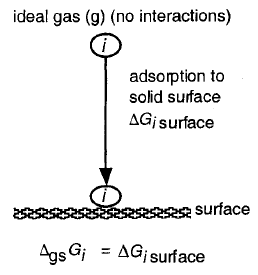 ideal gas (g) (no interactions)
i
adsorption to
solid surface
ΔGi surface
i
surface
ΔgsGi = ΔGi surface